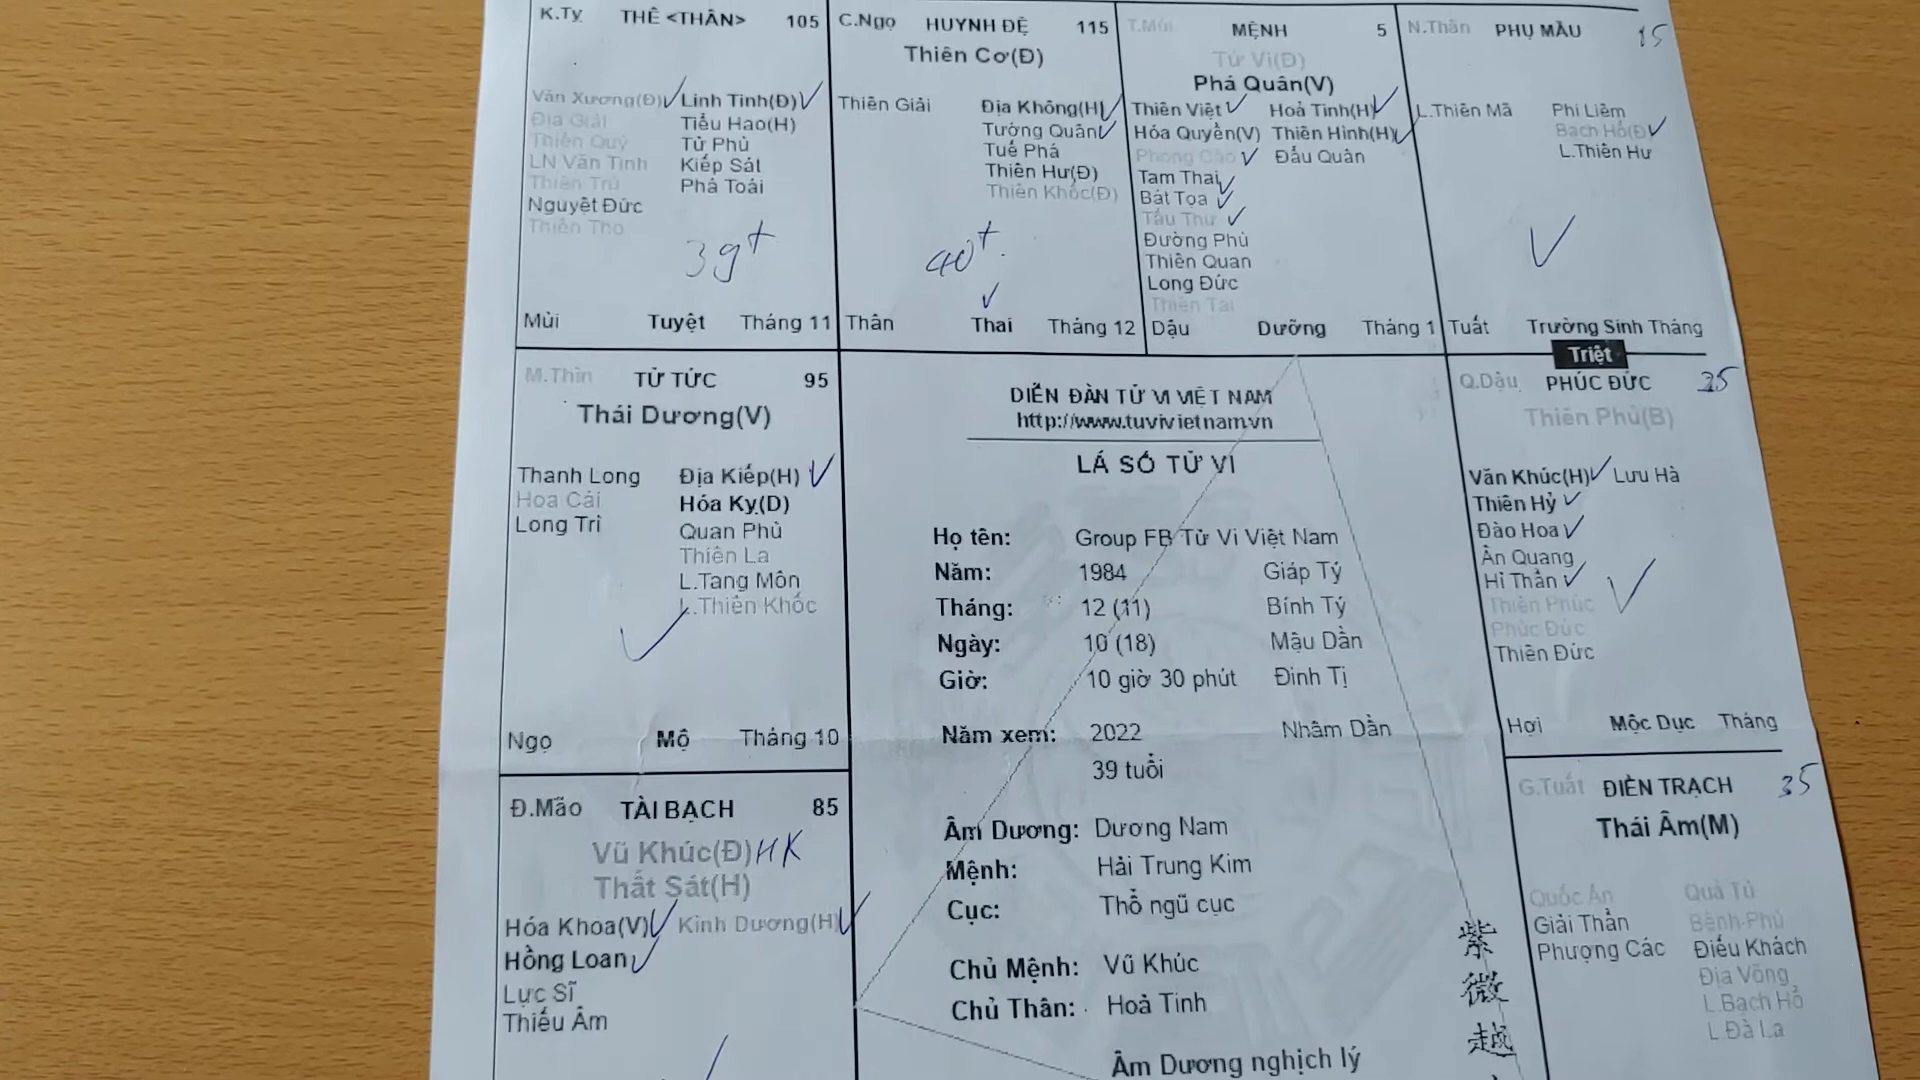 K.Tỵ THÊ <THÂN> 105
Văn Xương(Đ) Linh Tinh(Đ)
Địa Giải Tiểu Hao(H)
Thiên Quý Tử Phù
LN Văn Tinh Kiếp Sát
Thiên Trù Phá Toái
Nguyệt Đức
Thiên Thọ
39+
Mùi Tuyệt Tháng 11
C.Ngọ HUYNH ĐỆ 115
Thiên Cơ(Đ)
Thiên Giải Địa Không(H)
Tướng Quân
Tuế Phá
Thiên Hư(Đ)
Thiên Khốc(Đ)
40+
Thân Thai Tháng 12
T.Mùi MỆNH 5
Tử Vi(Đ)
Phá Quân(V)
Thiên Việt Hoả Tinh(H)
Hóa Quyền(V) Thiên Hình(H)
Phong Cáo Đẩu Quân
Tam Thai
Bát Tọa
Tấu Thư
Đường Phù
Thiên Quan
Long Đức
Thiên Tài
Dậu Dưỡng Tháng 1
N.Thân PHỤ MẪU 15
L.Thiên Mã Phi Liêm
Bạch Hổ(Đ)
L.Thiên Hư
Tuất Trường Sinh Tháng
Triệt
M.Thìn TỬ TỨC 95
Thái Dương(V)
Thanh Long Địa Kiếp(H)
Hoa Cái Hóa Kỵ(D)
Long Trì Quan Phù
Thiên La
L.Tang Môn
L.Thiên Khốc
Ngọ Mộ Tháng 10
DIỄN ĐÀN TỬ VI VIỆT NAM
http://www.tuvivietnam.vn
LÁ SỐ TỬ VI
Họ tên: Group FB Tử Vi Việt Nam
Năm: 1984 Giáp Tý
Tháng: 12 (11) Bính Tý
Ngày: 10 (18) Mậu Dần
Giờ: 10 giờ 30 phút Đinh Tị
Năm xem: 2022 Nhâm Dần
39 tuổi
Âm Dương: Dương Nam
Mệnh: Hải Trung Kim
Cục: Thổ ngũ cục
Chủ Mệnh: Vũ Khúc
Chủ Thân: Hoả Tinh
Âm Dương nghịch lý
紫
微
越
Q.Dậu PHÚC ĐỨC 25
Thiên Phủ(B)
Văn Khúc(H) Lưu Hà
Thiên Hỷ
Đào Hoa
Ân Quang
Hỉ Thần
Thiên Phúc
Phúc Đức
Thiên Đức
Hợi Mộc Dục Tháng
Đ.Mão TÀI BẠCH 85
Vũ Khúc(Đ) HK
Thất Sát(H)
Hóa Khoa(V) Kình Dương(H)
Hồng Loan
Lực Sĩ
Thiếu Âm
G.Tuất ĐIỀN TRẠCH 35
Thái Âm(M)
Quốc Ấn Quả Tú
Giải Thần Bệnh Phù
Phượng Các Điếu Khách
Địa Võng
L.Bạch Hổ
L.Đà La